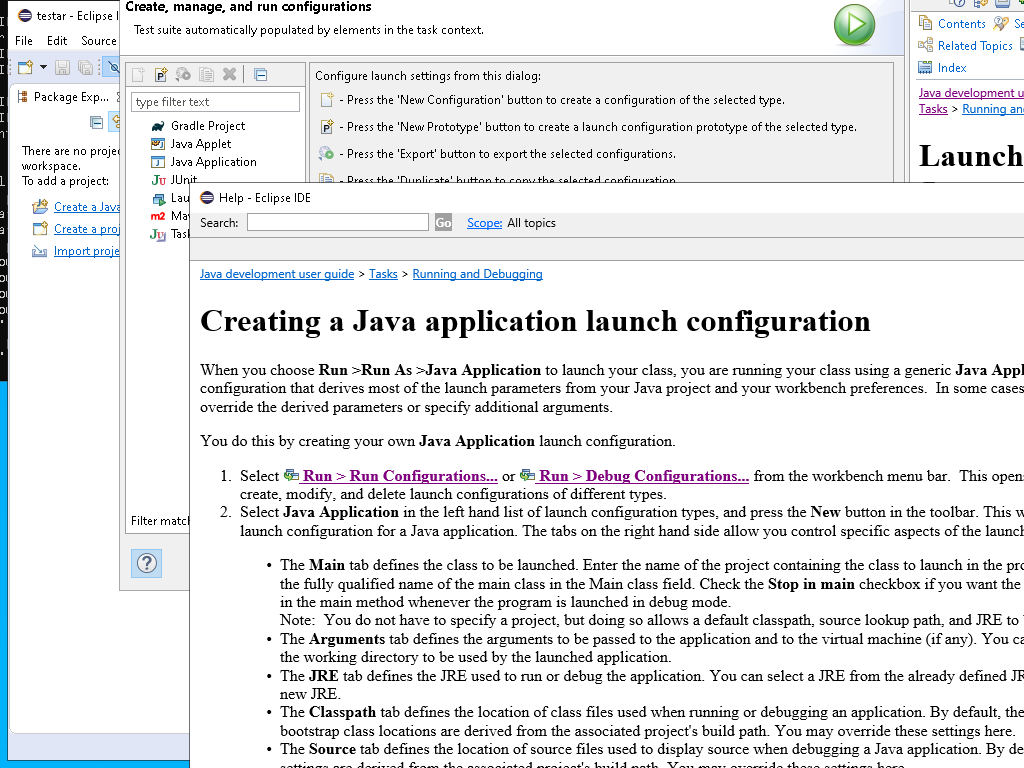 testar - Eclipse I
File Edit Source
Package Exp...
There are no projec
workspace.
To add a project:
Create a Java
Create a proj
Import proje
Create, manage, and run configurations
Test suite automatically populated by elements in the task context.
type filter text
Gradle Project
Java Applet
Java Application
JUnit
Lau
m2 Ma
Task
Filter match
Configure launch settings from this dialog:
- Press the 'New Configuration' button to create a configuration of the selected type.
- Press the 'New Prototype' button to create a launch configuration prototype of the selected type.
- Press the 'Export' button to export the selected configurations.
- Press the 'Duplicate' button to copy the selected configuration.
Contents Se
Related Topics
Index
Java development u
Tasks > Running an
Launch
Help - Eclipse IDE
Search: Go Scope: All topics
Java development user guide > Tasks > Running and Debugging
Creating a Java application launch configuration
When you choose Run >Run As >Java Application to launch your class, you are running your class using a generic Java Appl
configuration that derives most of the launch parameters from your Java project and your workbench preferences. In some cases
override the derived parameters or specify additional arguments.
You do this by creating your own Java Application launch configuration.
1. Select Run > Run Configurations... or Run > Debug Configurations... from the workbench menu bar. This opens
create, modify, and delete launch configurations of different types.
2. Select Java Application in the left hand list of launch configuration types, and press the New button in the toolbar. This w
launch configuration for a Java application. The tabs on the right hand side allow you control specific aspects of the launch
• The Main tab defines the class to be launched. Enter the name of the project containing the class to launch in the pro
the fully qualified name of the main class in the Main class field. Check the Stop in main checkbox if you want the
in the main method whenever the program is launched in debug mode.
Note: You do not have to specify a project, but doing so allows a default classpath, source lookup path, and JRE to
• The Arguments tab defines the arguments to be passed to the application and to the virtual machine (if any). You ca
the working directory to be used by the launched application.
• The JRE tab defines the JRE used to run or debug the application. You can select a JRE from the already defined JR
new JRE.
• The Classpath tab defines the location of class files used when running or debugging an application. By default, the
bootstrap class locations are derived from the associated project's build path. You may override these settings here.
• The Source tab defines the location of source files used to display source when debugging a Java application. By de
settings are derived from the associated project's build path. You may override these settings here.